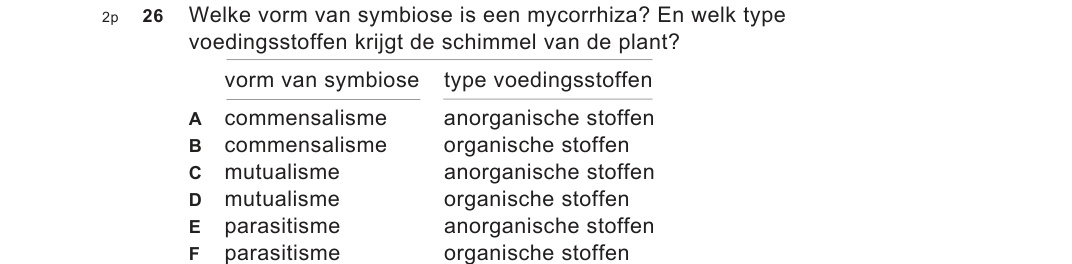 2p 26 Welke vorm van symbiose is een mycorrhiza? En welk type
voedingsstoffen krijgt de schimmel van de plant?
vorm van symbiose type voedingsstoffen
A commensalisme anorganische stoffen
B commensalisme organische stoffen
C mutualisme anorganische stoffen
D mutualisme organische stoffen
E parasitisme anorganische stoffen
F parasitisme organische stoffen